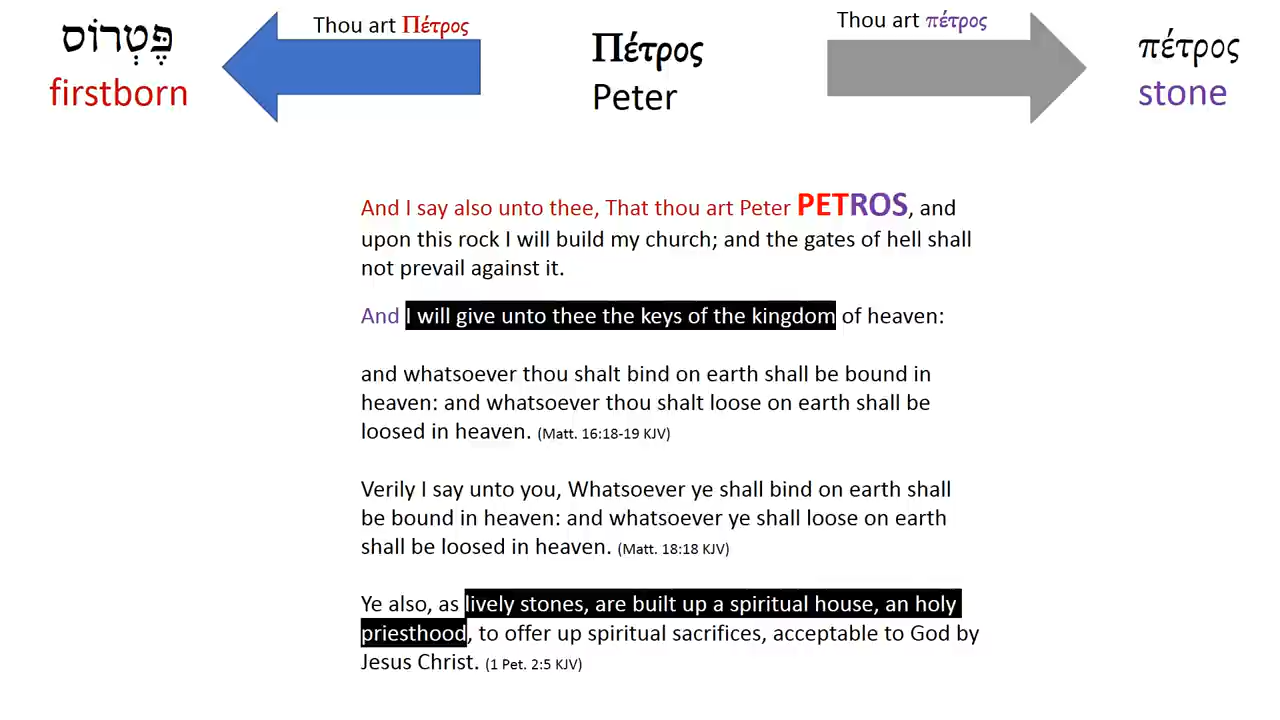 פֶּטְרוֹס
firstborn
Thou art Πέτρος
Πέτρος
Peter
Thou art πέτρος
πέτρος
stone
And I say also unto thee, That thou art Peter PETROS, and
upon this rock I will build my church; and the gates of hell shall
not prevail against it.
And I will give unto thee the keys of the kingdom of heaven:
and whatsoever thou shalt bind on earth shall be bound in
heaven: and whatsoever thou shalt loose on earth shall be
loosed in heaven. (Matt. 16:18-19 KJV)
Verily I say unto you, Whatsoever ye shall bind on earth shall
be bound in heaven: and whatsoever ye shall loose on earth
shall be loosed in heaven. (Matt. 18:18 KJV)
Ye also, as lively stones, are built up a spiritual house, an holy
priesthood, to offer up spiritual sacrifices, acceptable to God by
Jesus Christ. (1 Pet. 2:5 KJV)